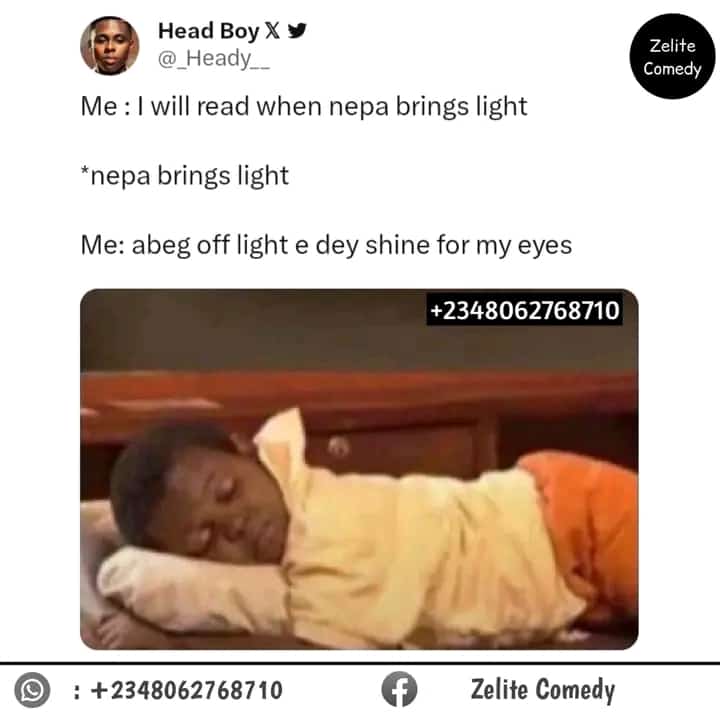 Head Boy X
@_Heady__
Zelite
Comedy
Me : I will read when nepa brings light
*nepa brings light
Me: abeg off light e dey shine for my eyes
+2348062768710
: +2348062768710
Zelite Comedy